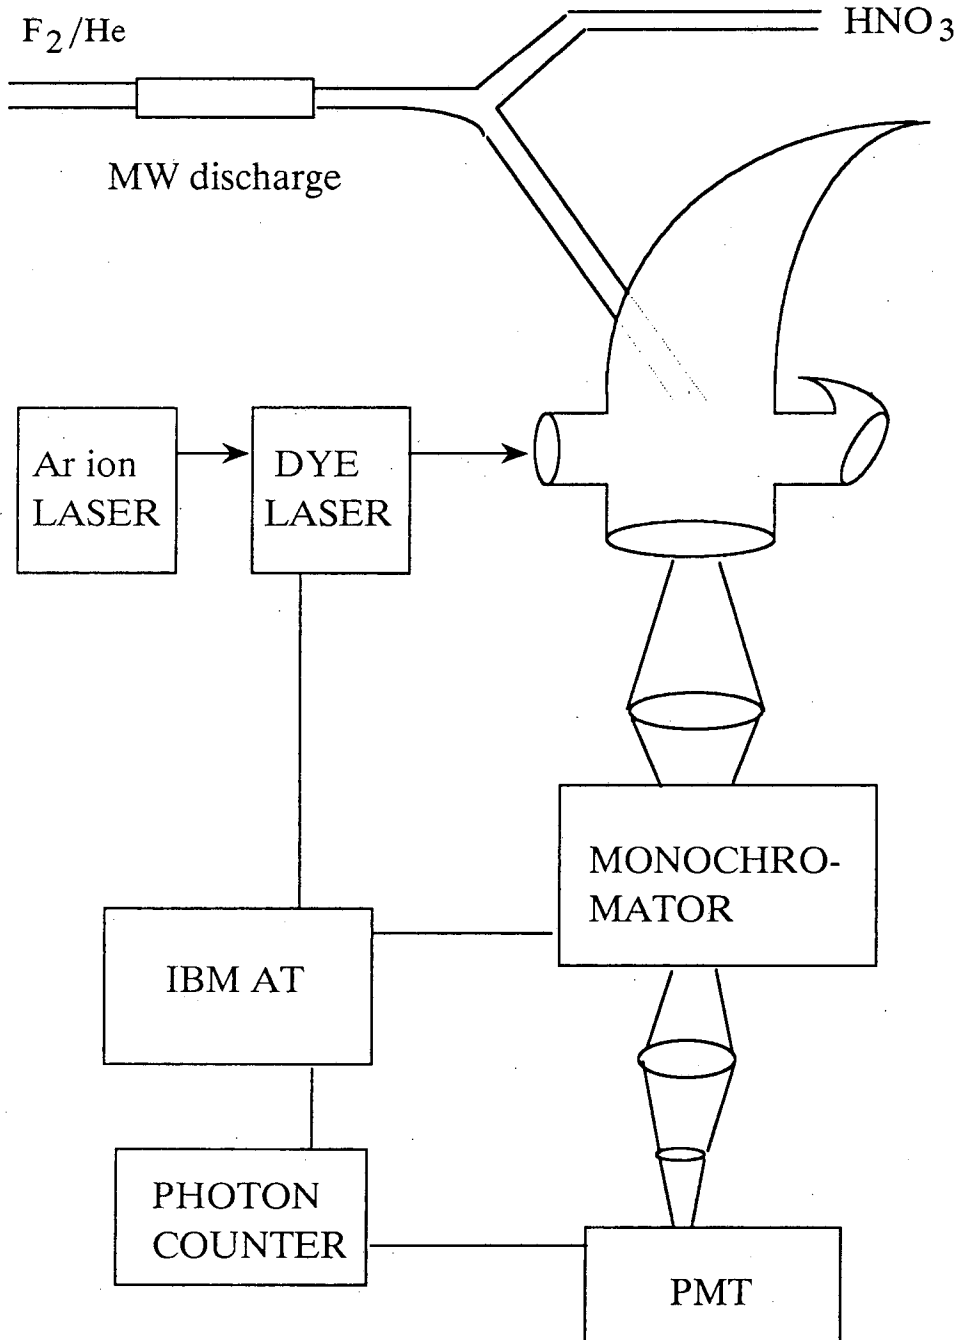 F2/He
HNO3
MW discharge
Ar ion
LASER
DYE
LASER
MONOCHRO-
MATOR
IBM AT
PHOTON
COUNTER
PMT